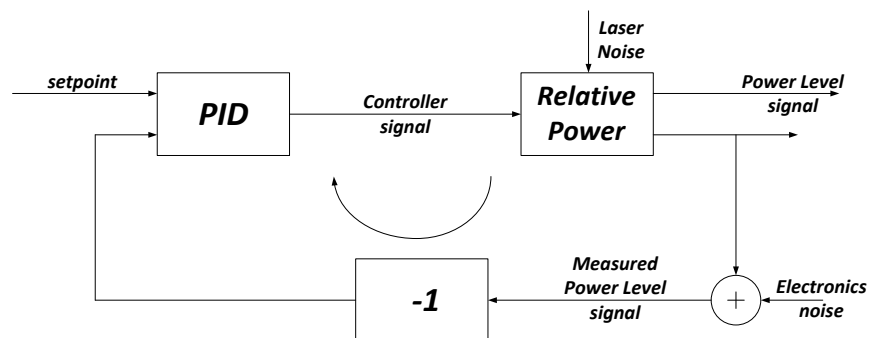 Laser
Noise
setpoint
PID
Controller
signal
Relative
Power
Power Level
signal
-1
Measured
Power Level
signal
+
Electronics
noise